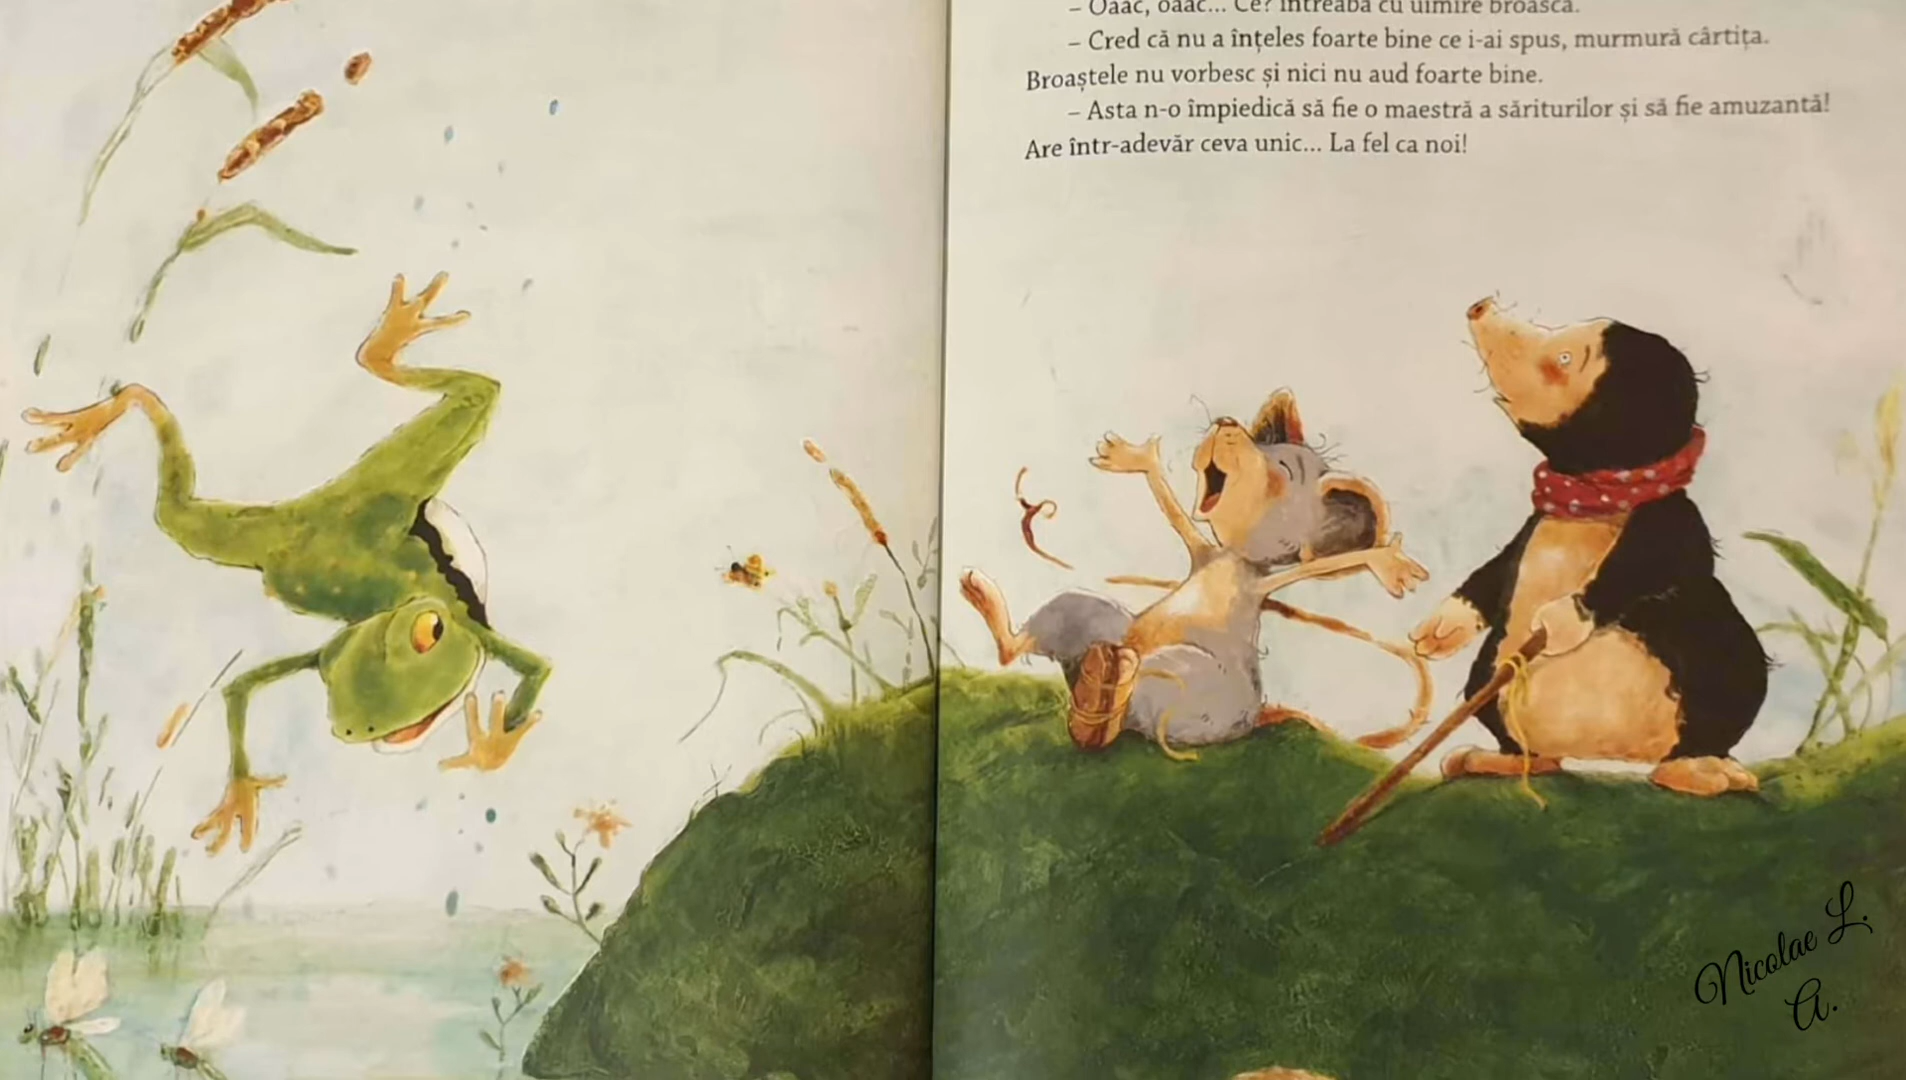 – Oaac, oaac... Ce? întreabă cu uimire broasca.
– Cred că nu a înțeles foarte bine ce i-ai spus, murmură cârtița.
Broaștele nu vorbesc și nici nu aud foarte bine.
– Asta n-o împiedică să fie o maestră a săriturilor și să fie amuzantă!
Are într-adevăr ceva unic... La fel ca noi!
Nicolae L.
A.